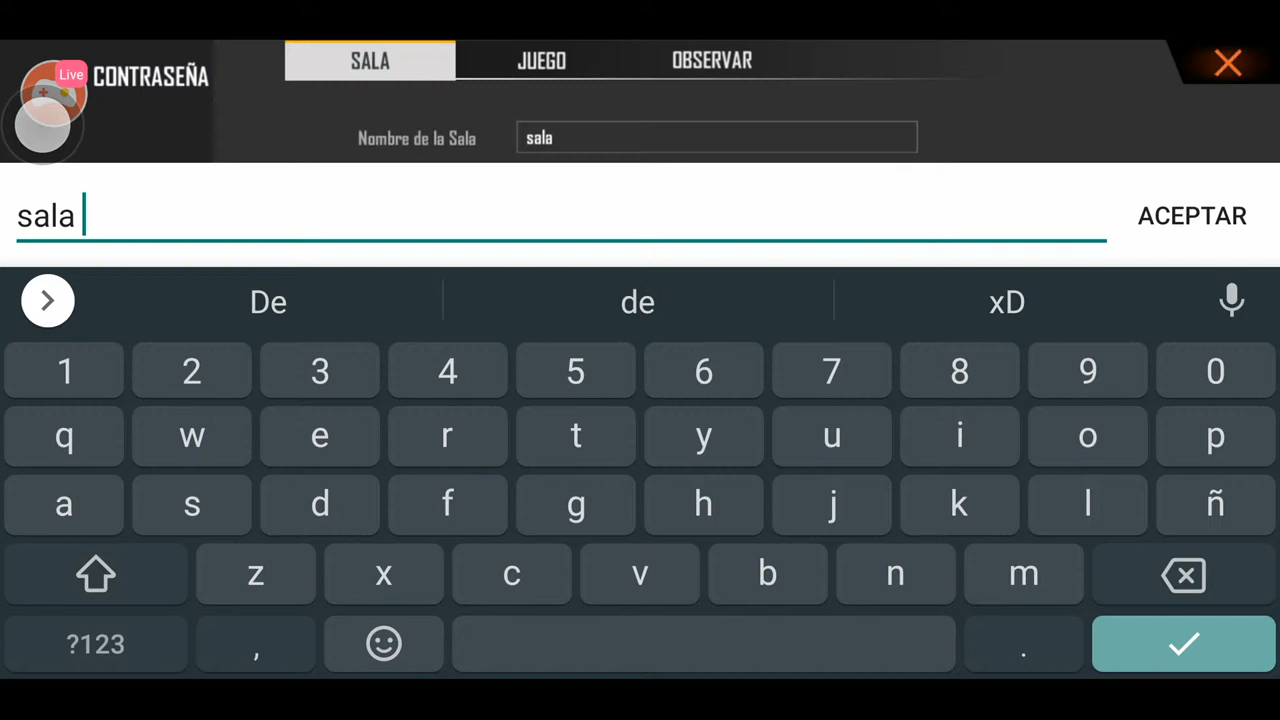 Live
CONTRASEÑA
SALA JUEGO OBSERVAR
Nombre de la Sala sala
sala ACEPTAR
De de xD
1 2 3 4 5 6 7 8 9 0
q w e r t y u i o p
a s d f g h j k l ñ
z x c v b n m
?123 , .